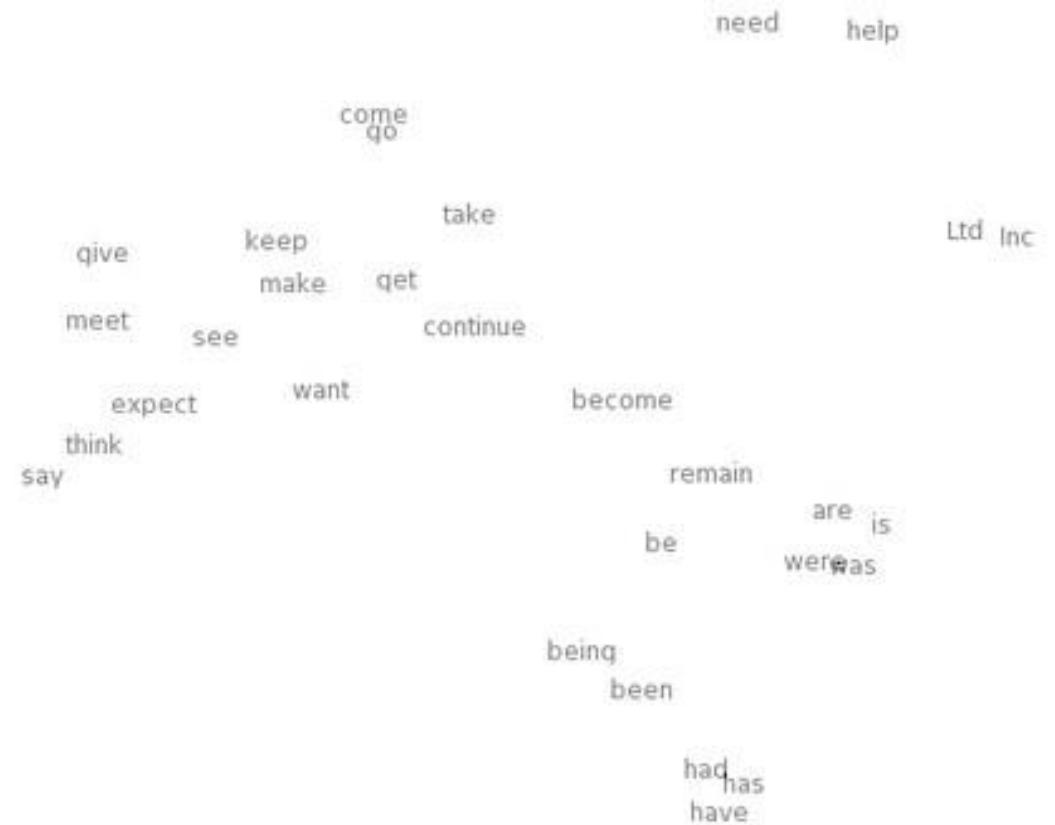 need help
come
go
take
Ltd Inc
keep
give
get
make
meet
continue
see
want
become
expect
think
remain
say
are
is
be
were was
being
been
had
has
have